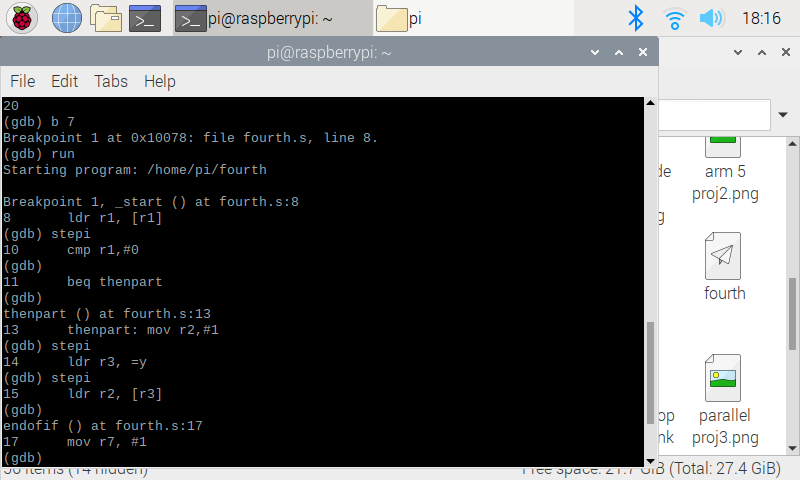 pi@raspberrypi: ~
pi
18:16
pi@raspberrypi: ~
File Edit Tabs Help
20
(gdb) b 7
Breakpoint 1 at 0x10078: file fourth.s, line 8.
(gdb) run
Starting program: /home/pi/fourth
Breakpoint 1, _start () at fourth.s:8
8 ldr r1, [r1]
(gdb) stepi
10 cmp r1,#0
(gdb)
11 beq thenpart
(gdb)
thenpart () at fourth.s:13
13 thenpart: mov r2,#1
(gdb) stepi
14 ldr r3, =y
(gdb) stepi
15 ldr r2, [r3]
(gdb)
endofif () at fourth.s:17
17 mov r7, #1
(gdb)
de
g
arm 5
proj2.png
fourth
op
nk
parallel
proj3.png
items (14 hidden)
Free space: 21.7 GiB (Total: 27.4 GiB)